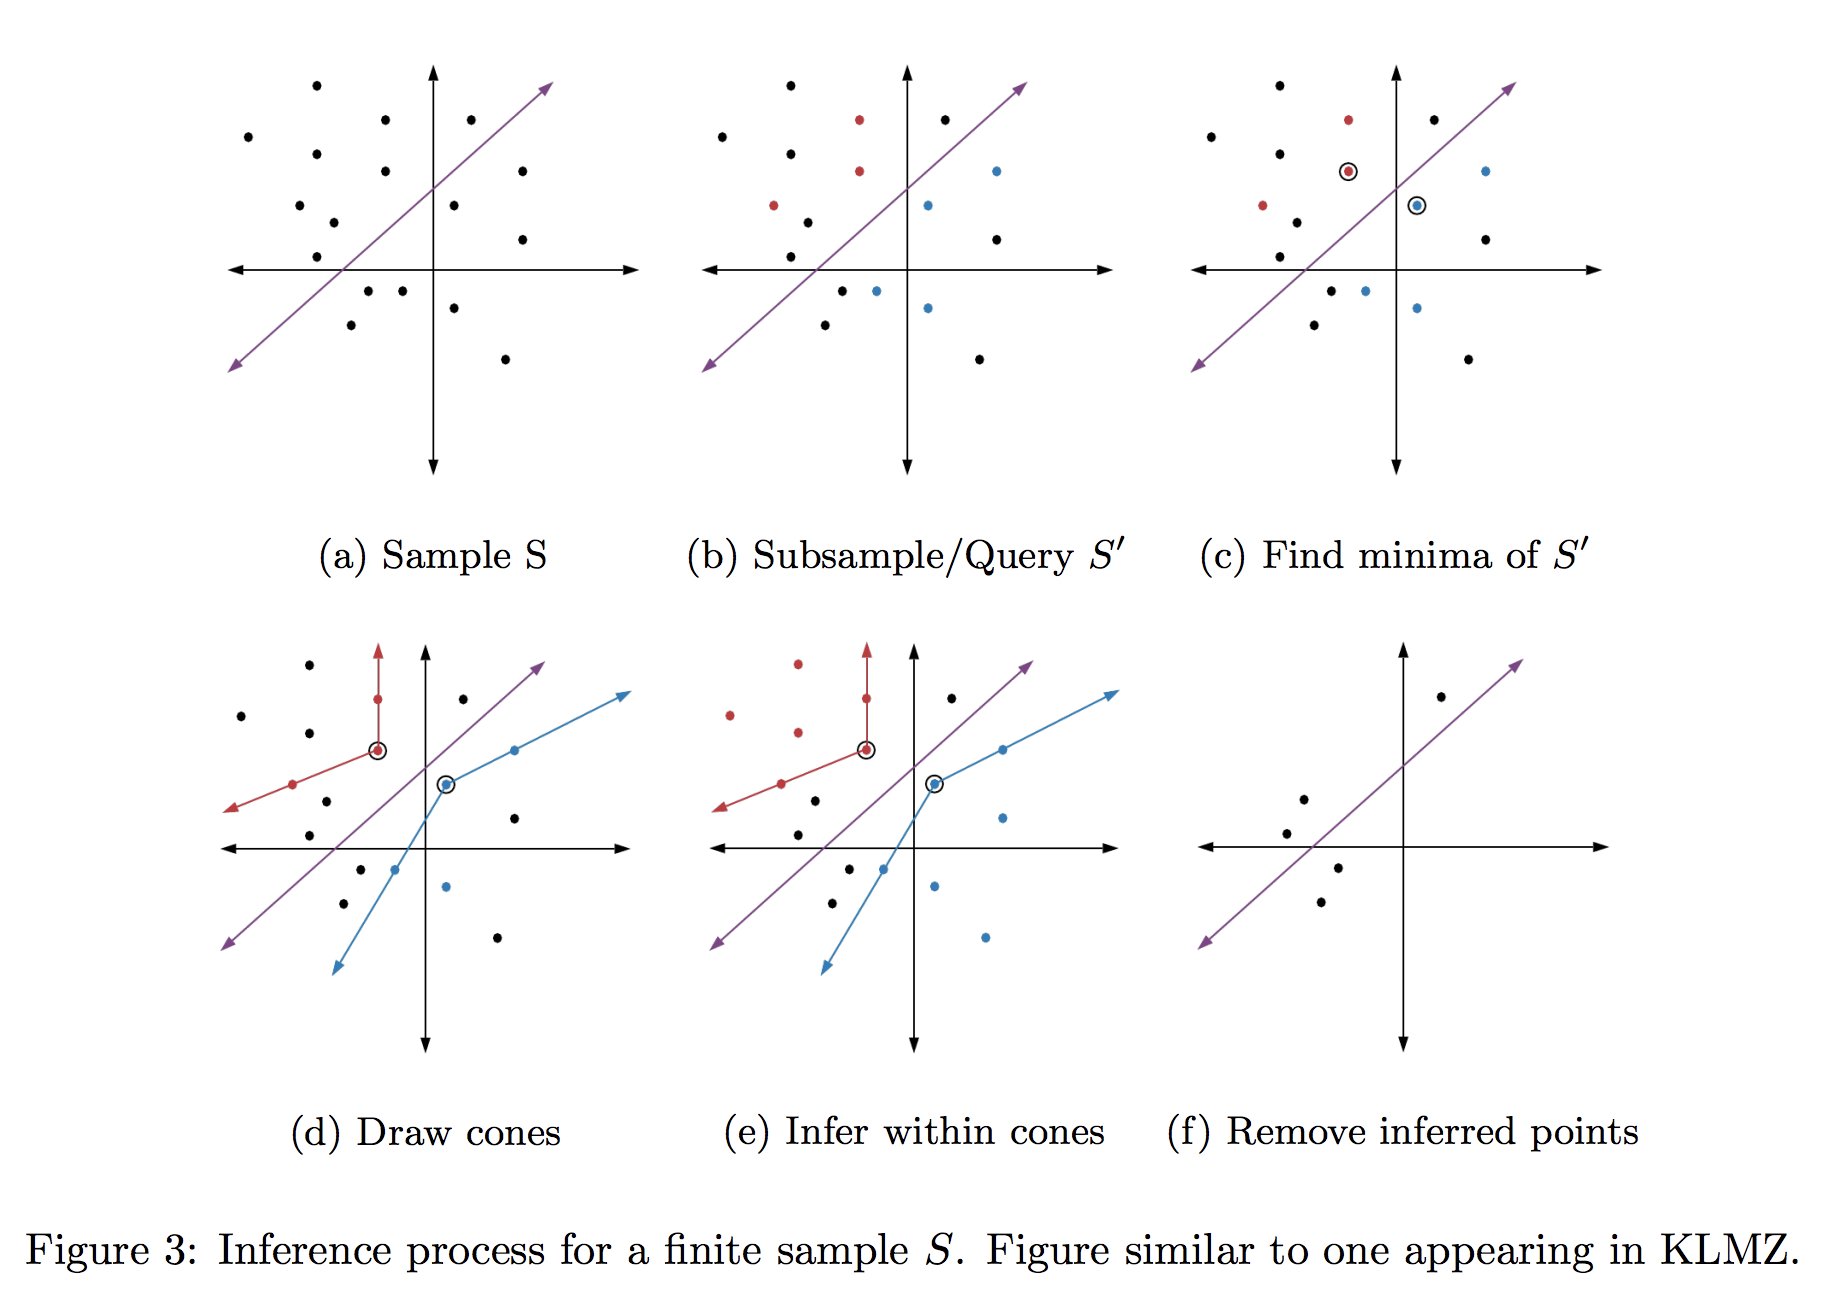 (a) Sample S
(b) Subsample/Query S′
(c) Find minima of S′
(d) Draw cones
(e) Infer within cones
(f) Remove inferred points
Figure 3: Inference process for a finite sample S. Figure similar to one appearing in KLMZ.